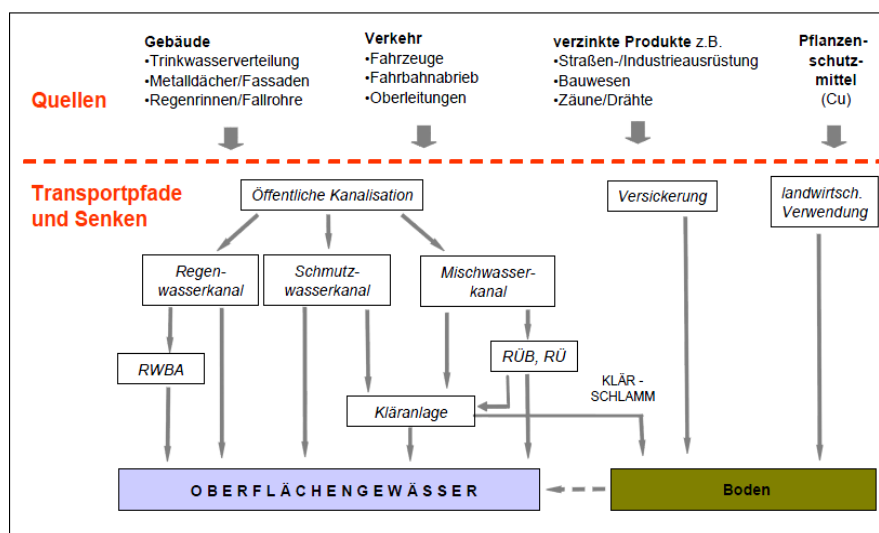 Quellen
Gebäude
•Trinkwasserverteilung
•Metalldächer/Fassaden
•Regenrinnen/Fallrohre
Verkehr
•Fahrzeuge
•Fahrbahnabrieb
•Oberleitungen
verzinkte Produkte z.B.
•Straßen-/Industrieausrüstung
•Bauwesen
•Zäune/Drähte
Pflanzen-
schutz-
mittel
(Cu)
Transportpfade
und Senken
Öffentliche Kanalisation
Versickerung
landwirtsch.
Verwendung
Regen-
wasserkanal
Schmutz-
wasserkanal
Mischwasser-
kanal
RWBA
RÜB, RÜ
Kläranlage
KLÄR -
SCHLAMM
OBERFLÄCHENGEWÄSSER
Boden